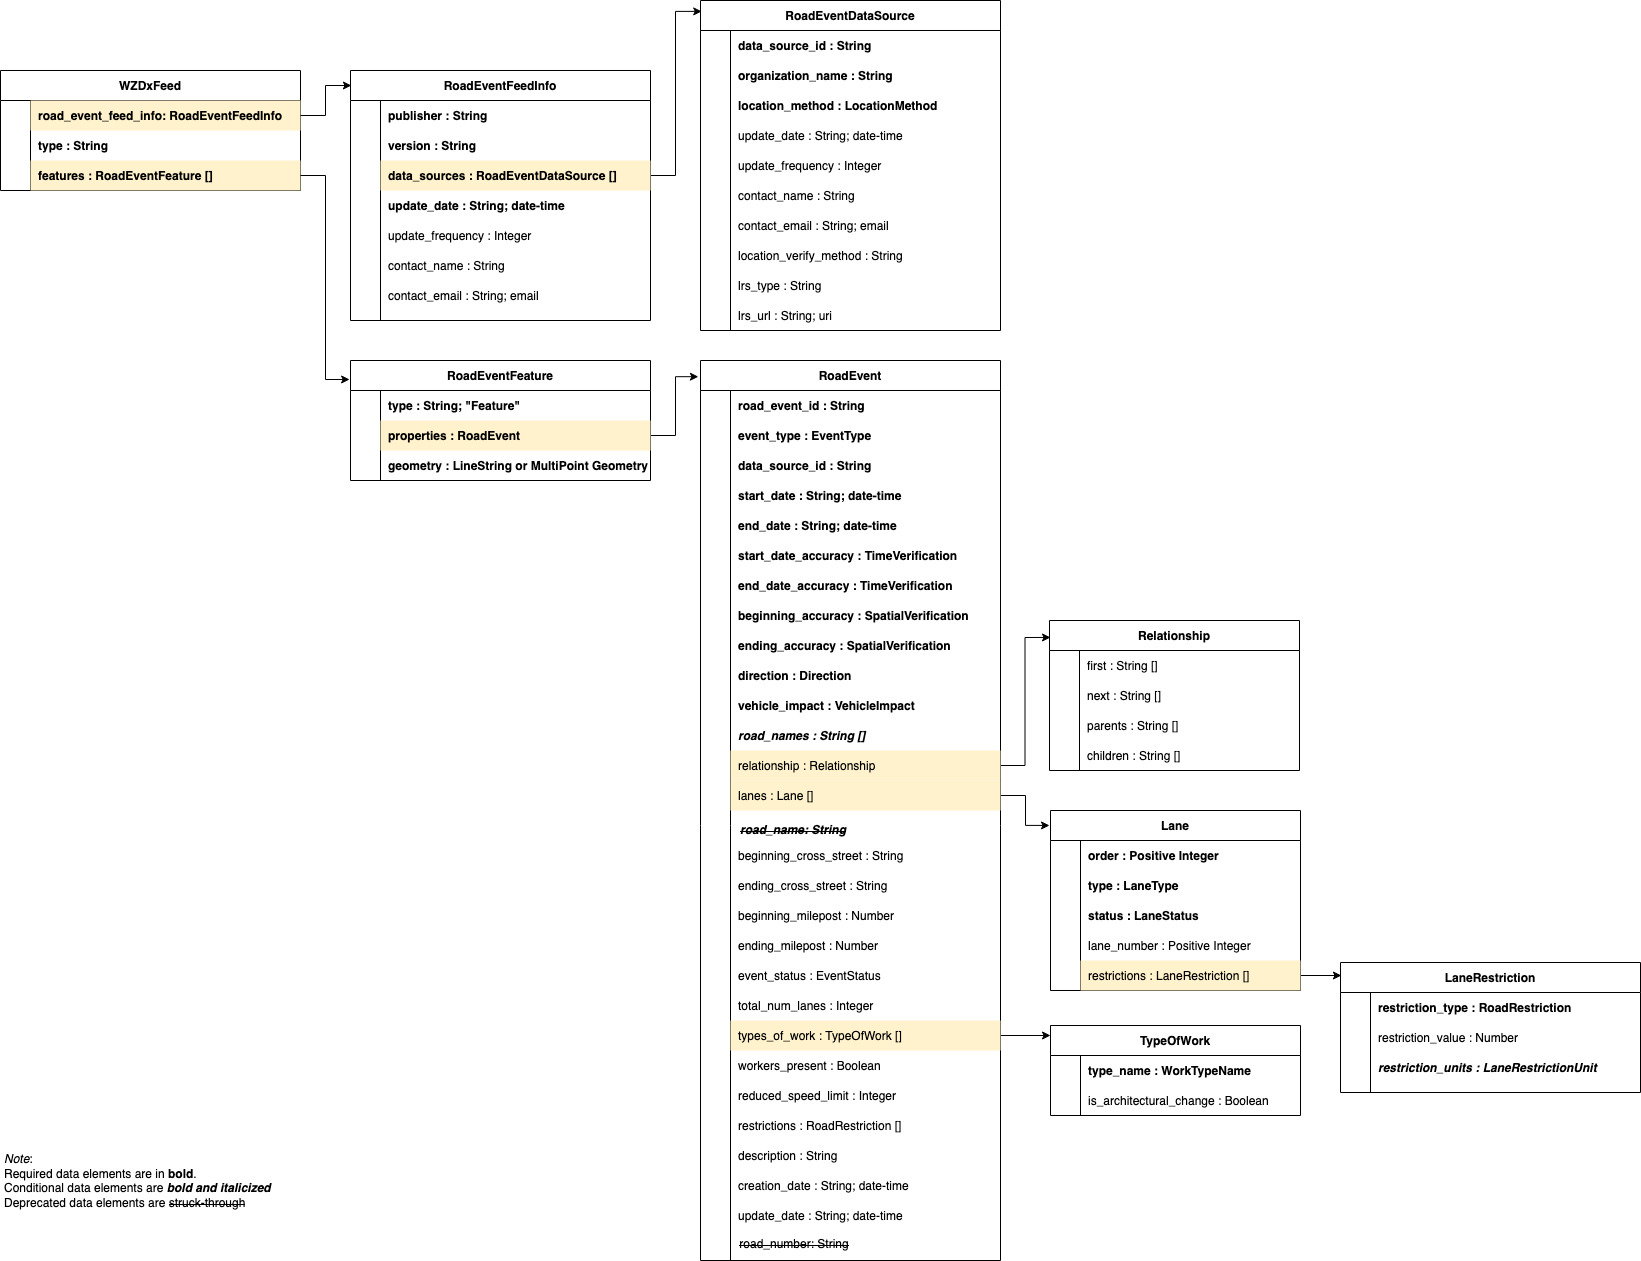 WZDxFeed
road_event_feed_info: RoadEventFeedInfo
type : String
features : RoadEventFeature []
RoadEventFeedInfo
publisher : String
version : String
data_sources : RoadEventDataSource []
update_date : String; date-time
update_frequency : Integer
contact_name : String
contact_email : String; email
RoadEventDataSource
data_source_id : String
organization_name : String
location_method : LocationMethod
update_date : String; date-time
update_frequency : Integer
contact_name : String
contact_email : String; email
location_verify_method : String
lrs_type : String
lrs_url : String; uri
RoadEventFeature
type : String; "Feature"
properties : RoadEvent
geometry : LineString or MultiPoint Geometry
RoadEvent
road_event_id : String
event_type : EventType
data_source_id : String
start_date : String; date-time
end_date : String; date-time
start_date_accuracy : TimeVerification
end_date_accuracy : TimeVerification
beginning_accuracy : SpatialVerification
ending_accuracy : SpatialVerification
direction : Direction
vehicle_impact : VehicleImpact
road_names : String []
relationship : Relationship
lanes : Lane []
road_name: String
beginning_cross_street : String
ending_cross_street : String
beginning_milepost : Number
ending_milepost : Number
event_status : EventStatus
total_num_lanes : Integer
types_of_work : TypeOfWork []
workers_present : Boolean
reduced_speed_limit : Integer
restrictions : RoadRestriction []
description : String
creation_date : String; date-time
update_date : String; date-time
road_number: String
Relationship
first : String []
next : String []
parents : String []
children : String []
Lane
order : Positive Integer
type : LaneType
status : LaneStatus
lane_number : Positive Integer
restrictions : LaneRestriction []
LaneRestriction
restriction_type : RoadRestriction
restriction_value : Number
restriction_units : LaneRestrictionUnit
TypeOfWork
type_name : WorkTypeName
is_architectural_change : Boolean
Note:
Required data elements are in bold.
Conditional data elements are bold and italicized
Deprecated data elements are struck-through